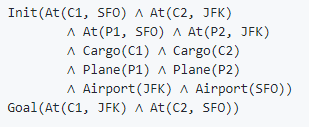 Init(At(C1, SFO) ∧ At(C2, JFK)
∧ At(P1, SFO) ∧ At(P2, JFK)
∧ Cargo(C1) ∧ Cargo(C2)
∧ Plane(P1) ∧ Plane(P2)
∧ Airport(JFK) ∧ Airport(SFO))
Goal(At(C1, JFK) ∧ At(C2, SFO))